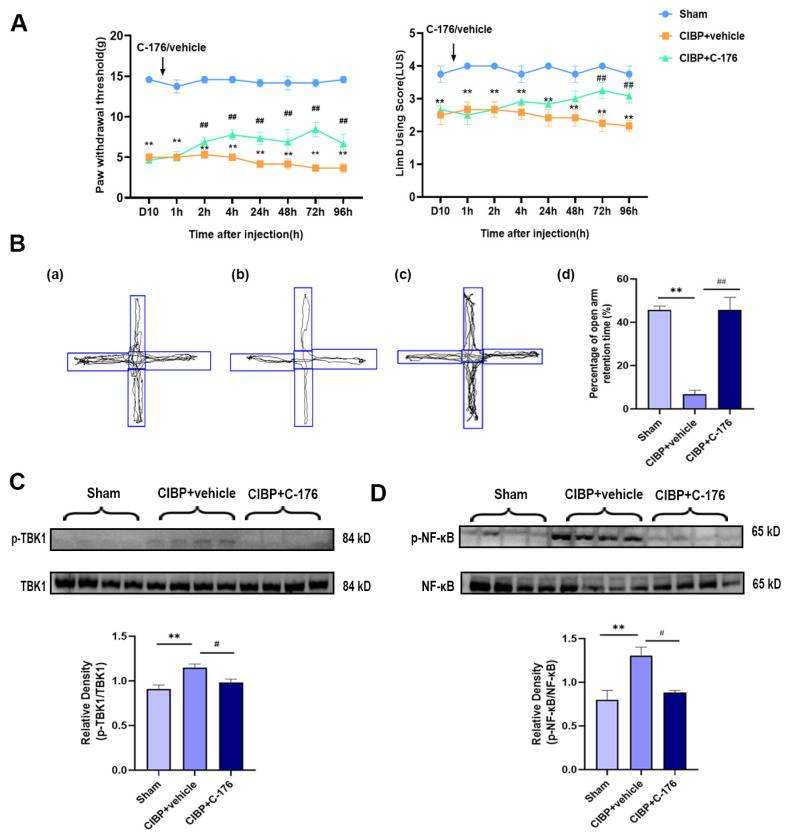 A
Sham
CIBP+vehicle
CIBP+C-176
C-176/vehicle
Paw withdrawal threshold(g)
20
15
10
5
0
## ## ## ## ## ##
** ** ** ** ** ** ** **
D10 1h 2h 4h 24h 48h 72h 96h
Time after injection(h)
C-176/vehicle
Limb Using Score(LUS)
5
4
3
2
1
0
## ##
** ** ** ** ** ** ** **
D10 1h 2h 4h 24h 48h 72h 96h
Time after injection(h)
B
(a)
(b)
(c)
(d)
Percentage of open arm
retention time (%)
60
40
20
0
** ##
Sham
CIBP+vehicle
CIBP+C-176
C
Sham CIBP+vehicle CIBP+C-176
p-TBK1 84 kD
TBK1 84 kD
Relative Density
(p-TBK1/TBK1)
1.5
1.0
0.5
0.0
** #
Sham
CIBP+vehicle
CIBP+C-176
D
Sham CIBP+vehicle CIBP+C-176
p-NF-κB 65 kD
NF-κB 65 kD
Relative Density
(p-NF-κB/NF-κB)
1.5
1.0
0.5
0.0
** #
Sham
CIBP+vehicle
CIBP+C-176